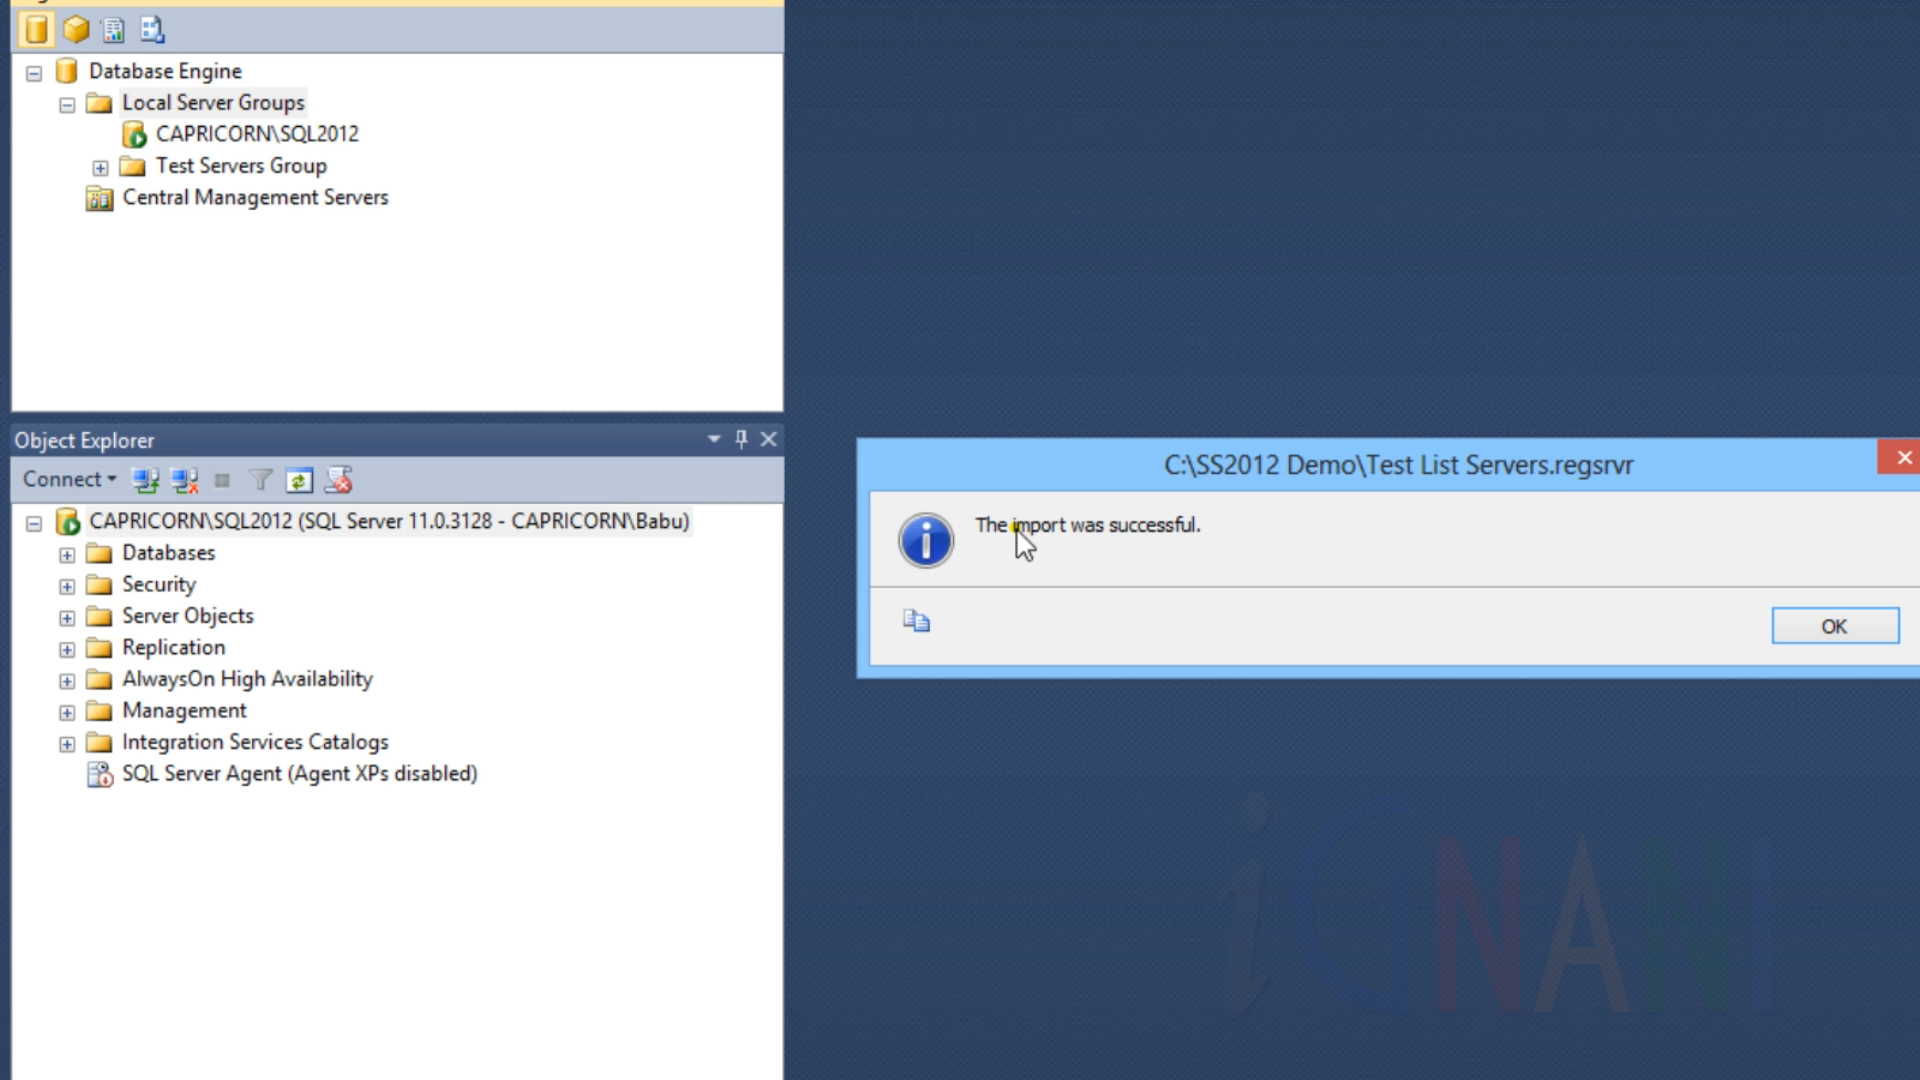 Database Engine
Local Server Groups
CAPRICORN\SQL2012
Test Servers Group
Central Management Servers
Object Explorer
Connect
CAPRICORN\SQL2012 (SQL Server 11.0.3128 - CAPRICORN\Babu)
Databases
Security
Server Objects
Replication
AlwaysOn High Availability
Management
Integration Services Catalogs
SQL Server Agent (Agent XPs disabled)
C:\SS2012 Demo\Test List Servers.regsrvr
The import was successful.
OK
iGNANI